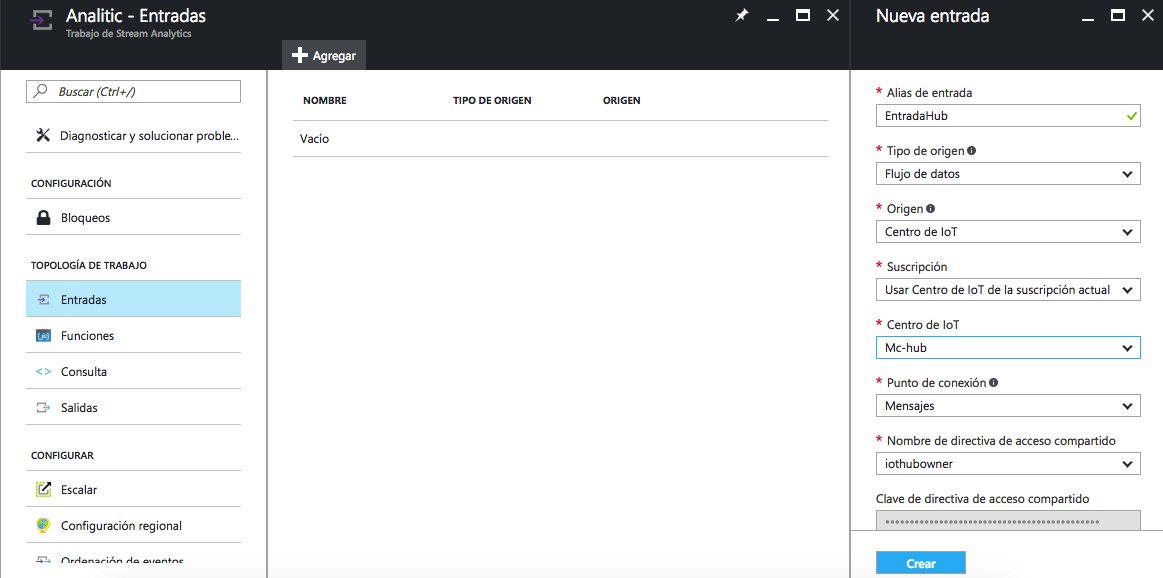 Analitic - Entradas
Trabajo de Stream Analytics
Agregar
Buscar (Ctrl+/)
Diagnosticar y solucionar proble...
CONFIGURACIÓN
Bloqueos
TOPOLOGÍA DE TRABAJO
Entradas
Funciones
Consulta
Salidas
CONFIGURAR
Escalar
Configuración regional
Ordenación de eventos
NOMBRE TIPO DE ORIGEN ORIGEN
Vacío
Nueva entrada
* Alias de entrada
EntradaHub
* Tipo de origen
Flujo de datos
* Origen
Centro de IoT
* Suscripción
Usar Centro de IoT de la suscripción actual
* Centro de IoT
Mc-hub
* Punto de conexión
Mensajes
* Nombre de directiva de acceso compartido
iothubowner
Clave de directiva de acceso compartido
Crear